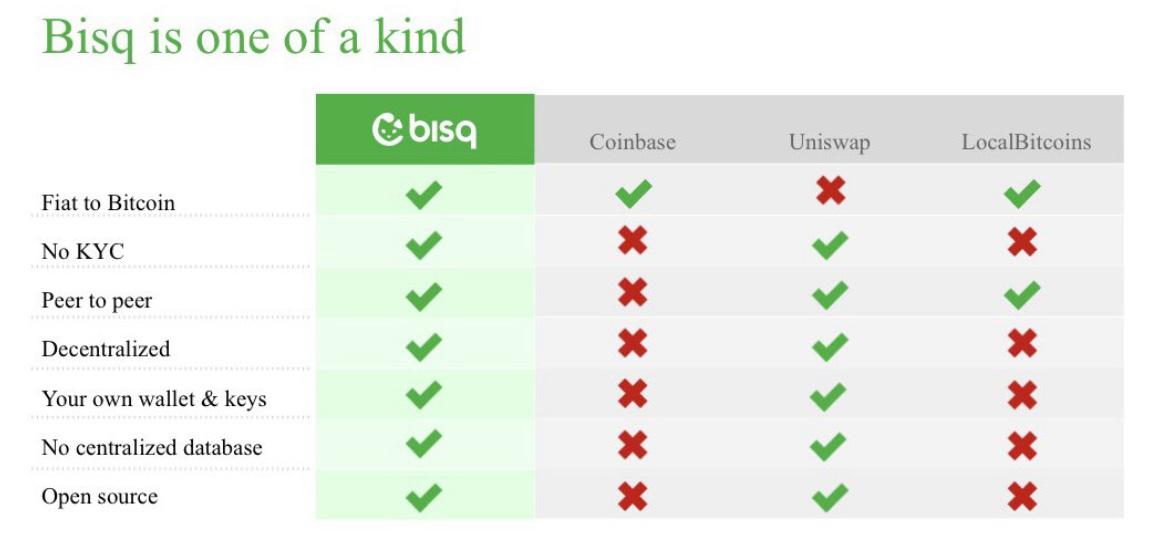 Bisq is one of a kind
bisq Coinbase Uniswap LocalBitcoins
Fiat to Bitcoin
No KYC
Peer to peer
Decentralized
Your own wallet & keys
No centralized database
Open source